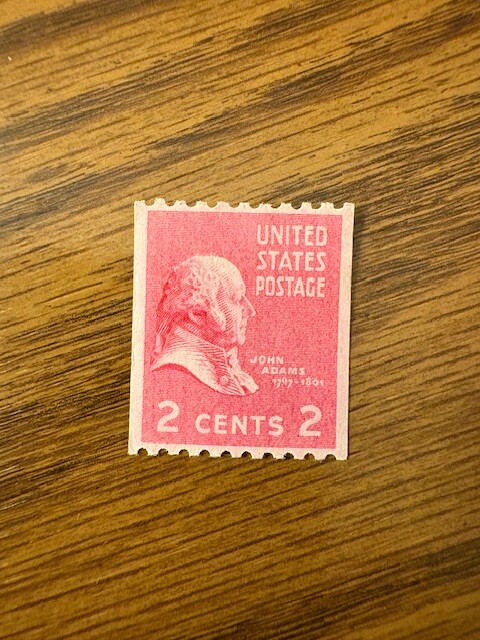 UNITED
STATES
POSTAGE
JOHN
ADAMS
1797-1801
2 CENTS 2